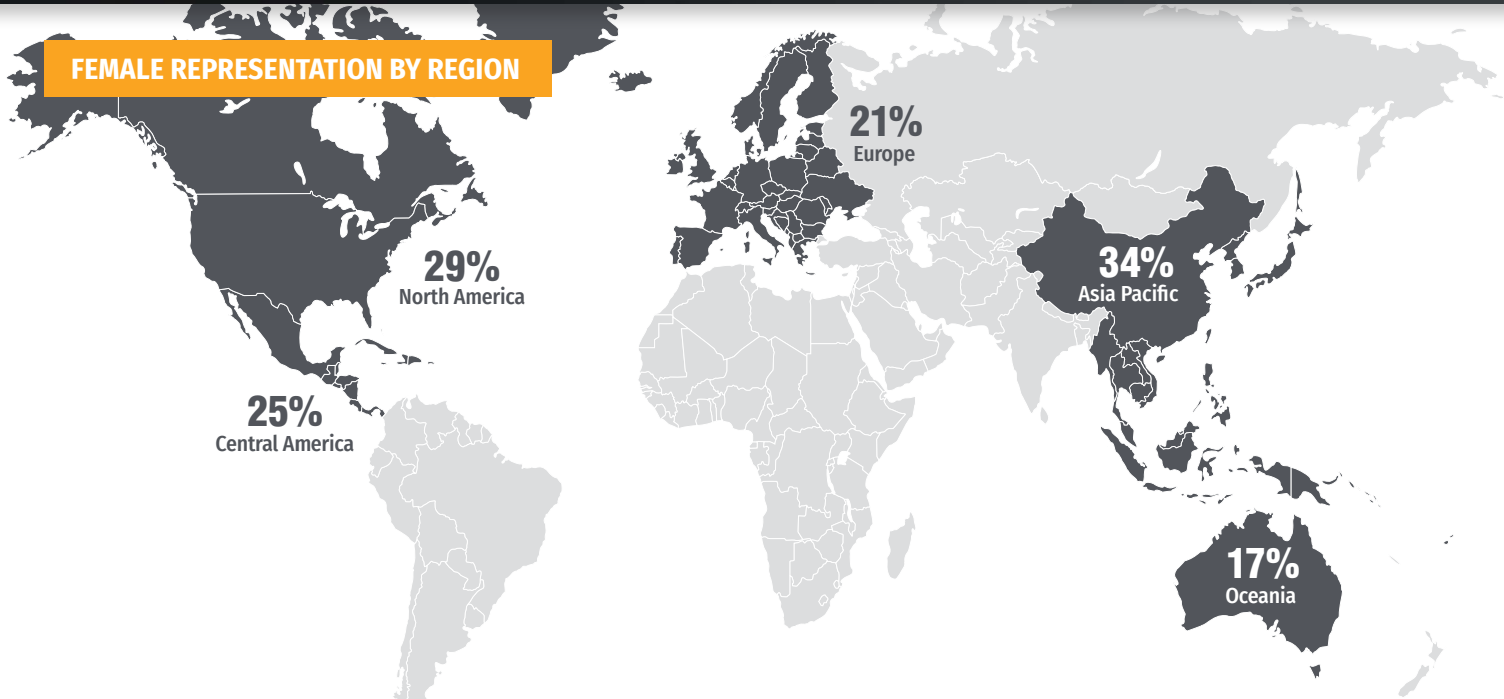 FEMALE REPRESENTATION BY REGION
21%
Europe
29%
North America
34%
Asia Pacific
25%
Central America
17%
Oceania